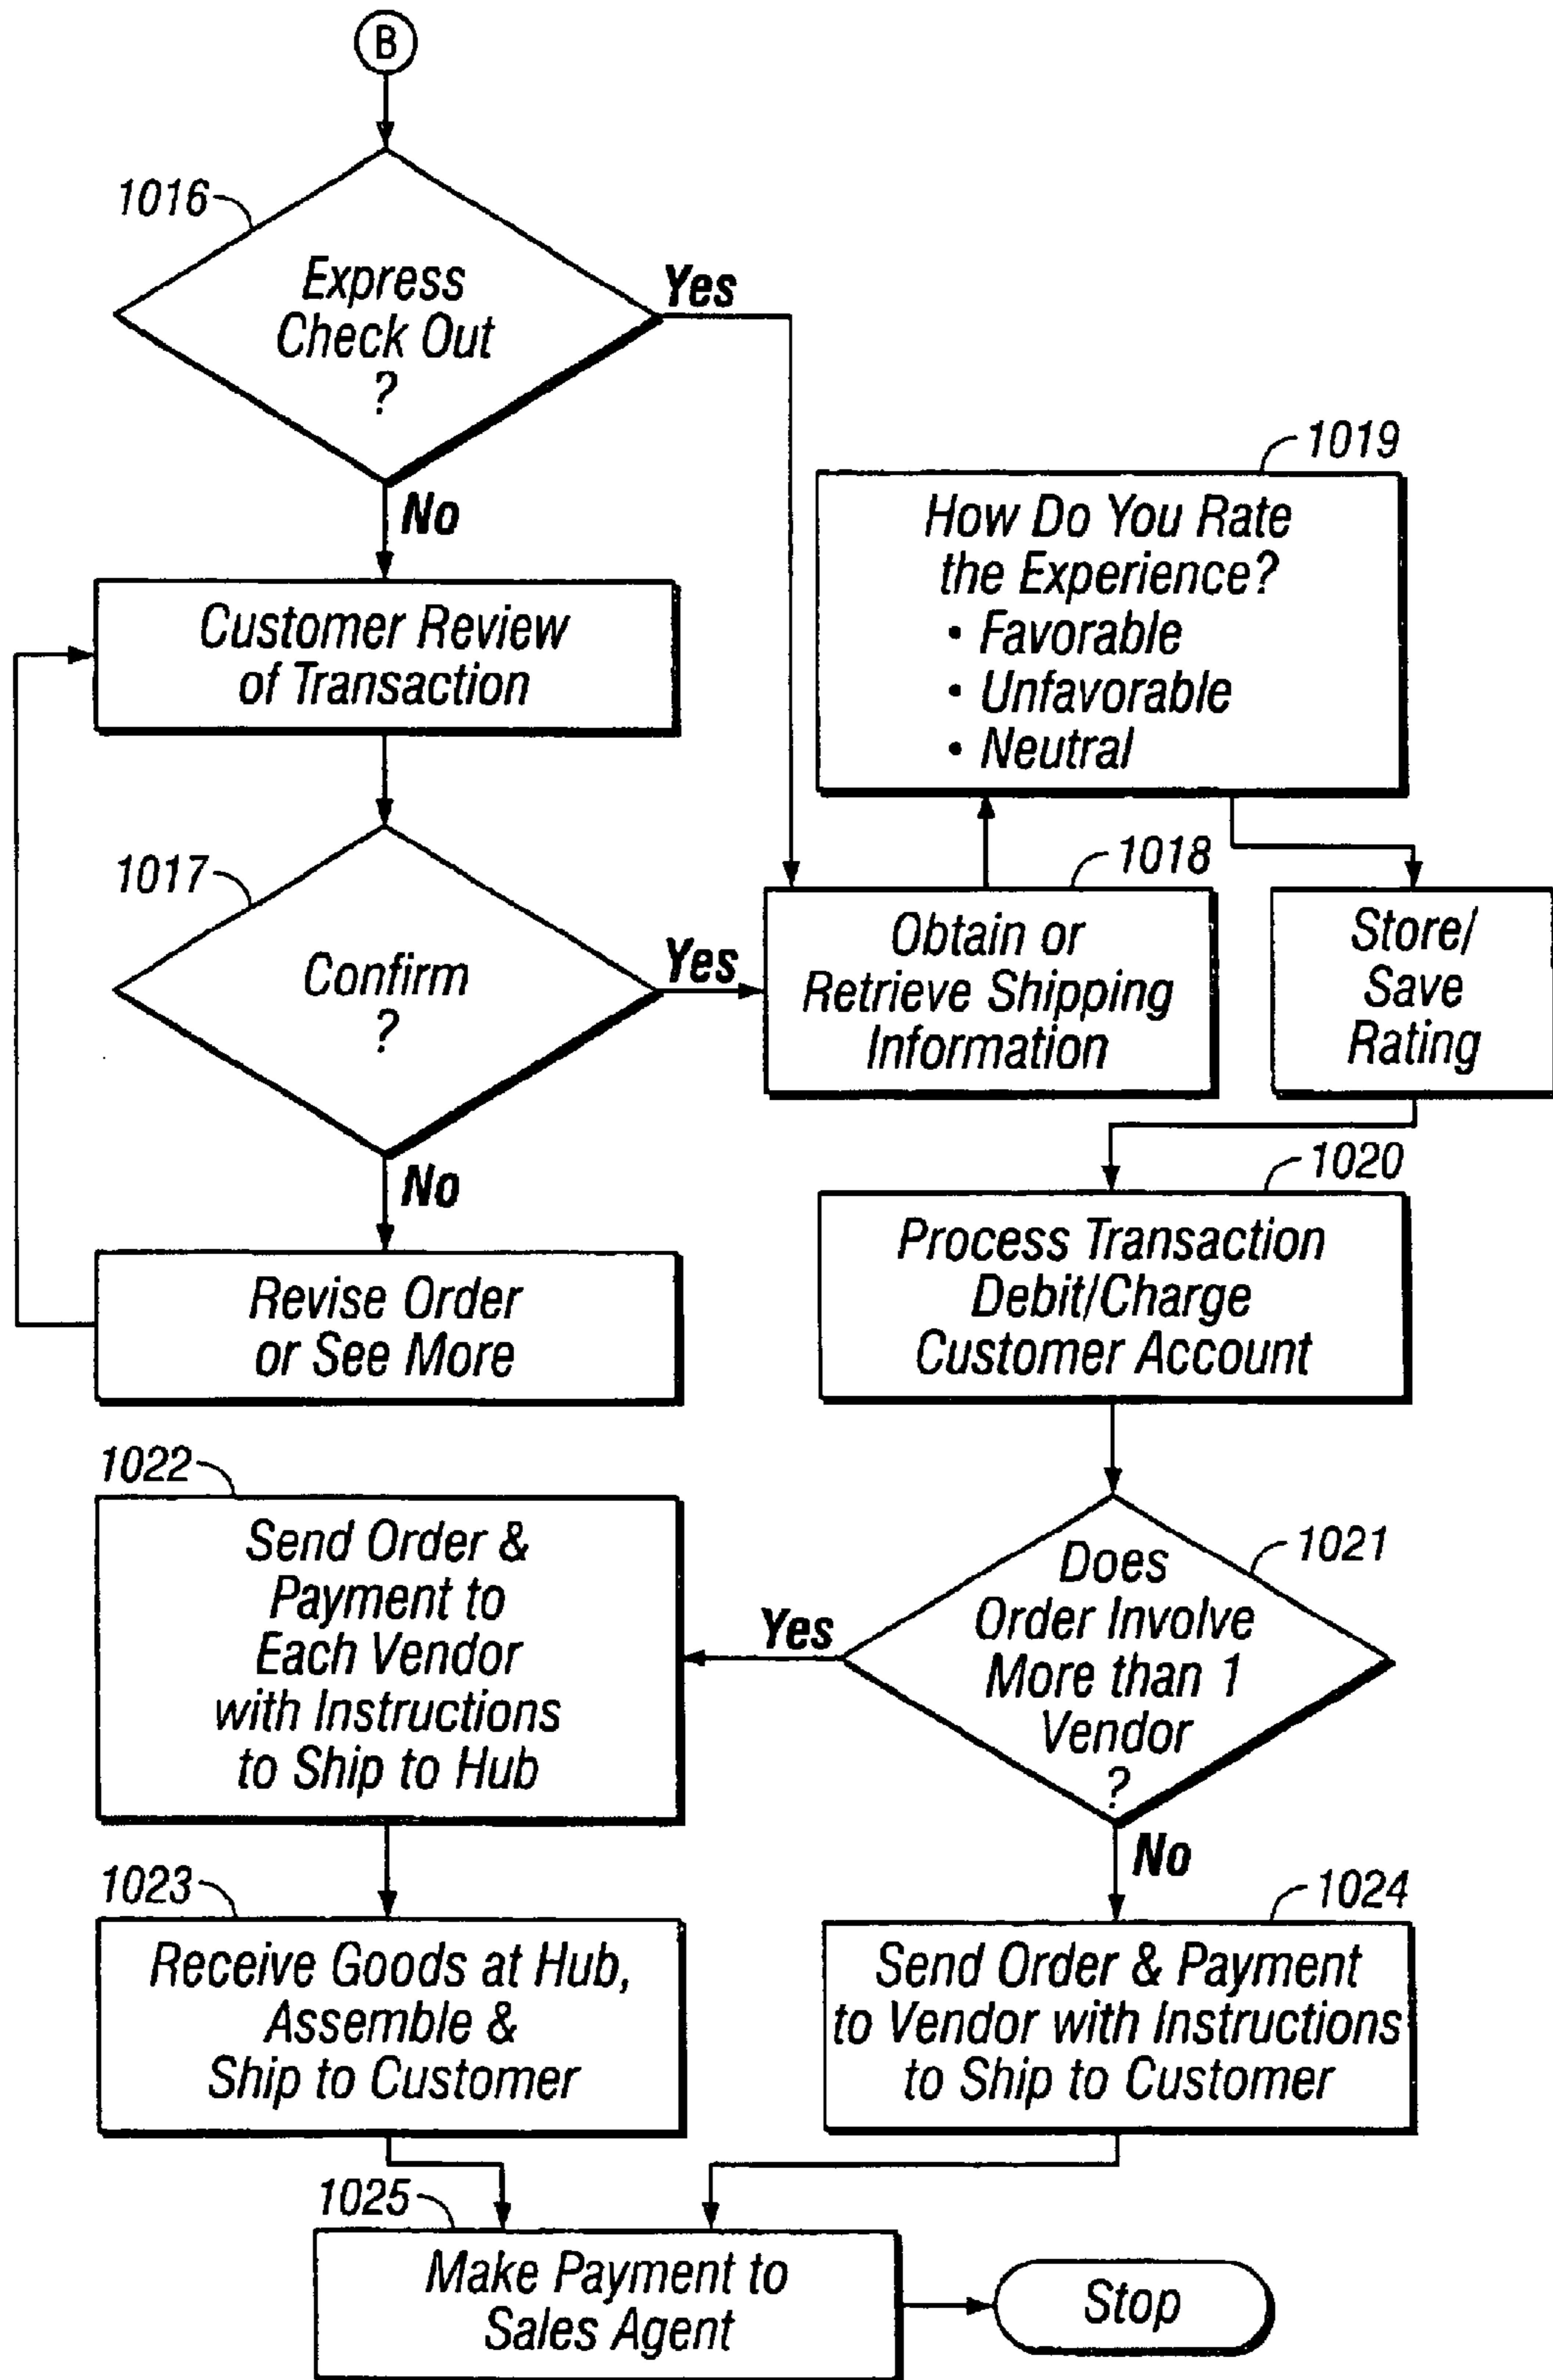 B
1016
Express
Check Out
?
Yes
No
Customer Review
of Transaction
1017
Confirm
?
Yes
No
Revise Order
or See More
1019
How Do You Rate
the Experience?
• Favorable
• Unfavorable
• Neutral
1018
Obtain or
Retrieve Shipping
Information
Store/
Save
Rating
1020
Process Transaction
Debit/Charge
Customer Account
1021
Does
Order Involve
More than 1
Vendor
?
Yes
No
1022
Send Order &
Payment to
Each Vendor
with Instructions
to Ship to Hub
1023
Receive Goods at Hub,
Assemble &
Ship to Customer
1024
Send Order & Payment
to Vendor with Instructions
to Ship to Customer
1025
Make Payment to
Sales Agent
Stop